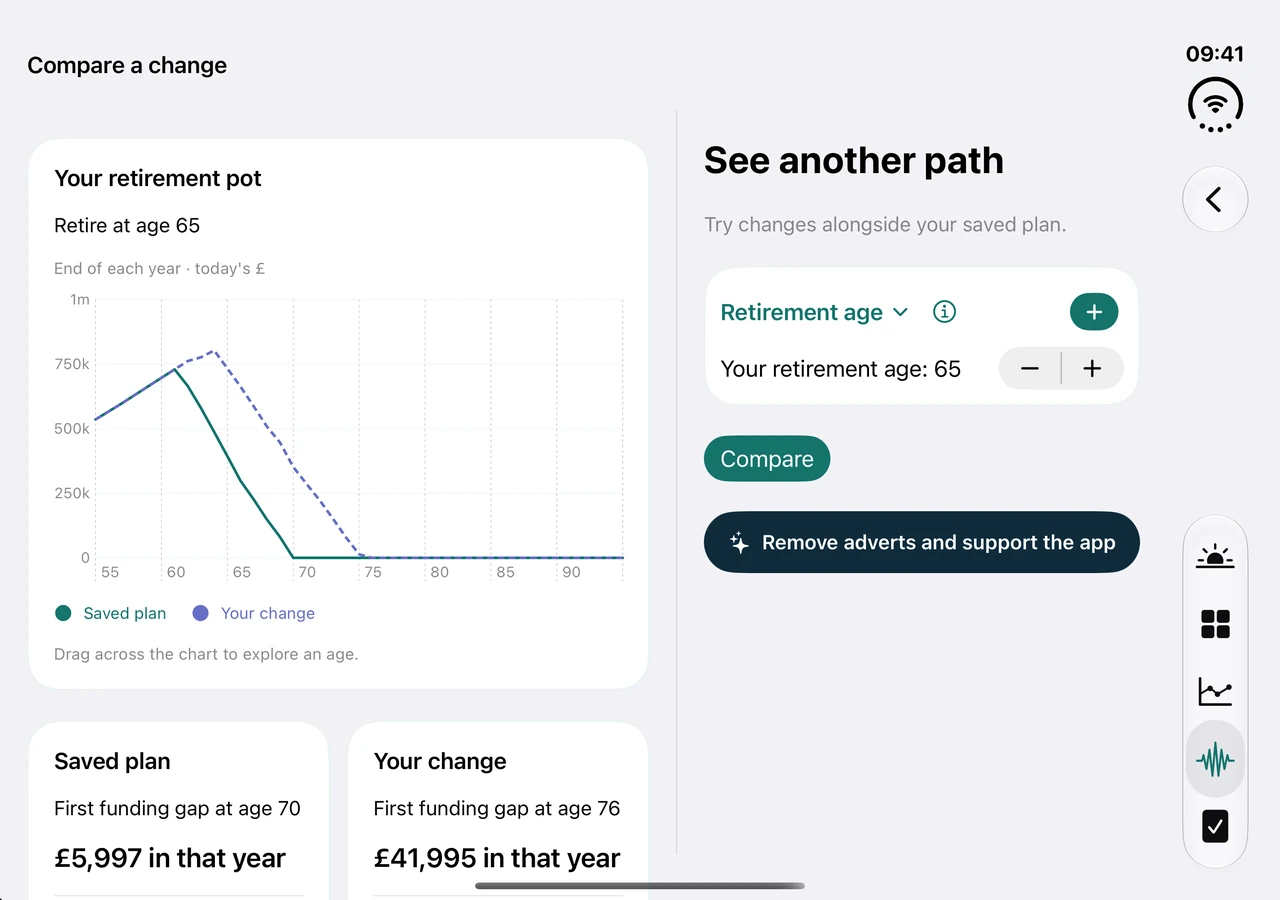 Compare a change
09:41
Your retirement pot
Retire at age 65
End of each year · today's £
1m
750k
500k
250k
0
55 60 65 70 75 80 85 90
Saved plan Your change
Drag across the chart to explore an age.
Saved plan
First funding gap at age 70
£5,997 in that year
Your change
First funding gap at age 76
£41,995 in that year
See another path
Try changes alongside your saved plan.
Retirement age
Your retirement age: 65
Compare
Remove adverts and support the app